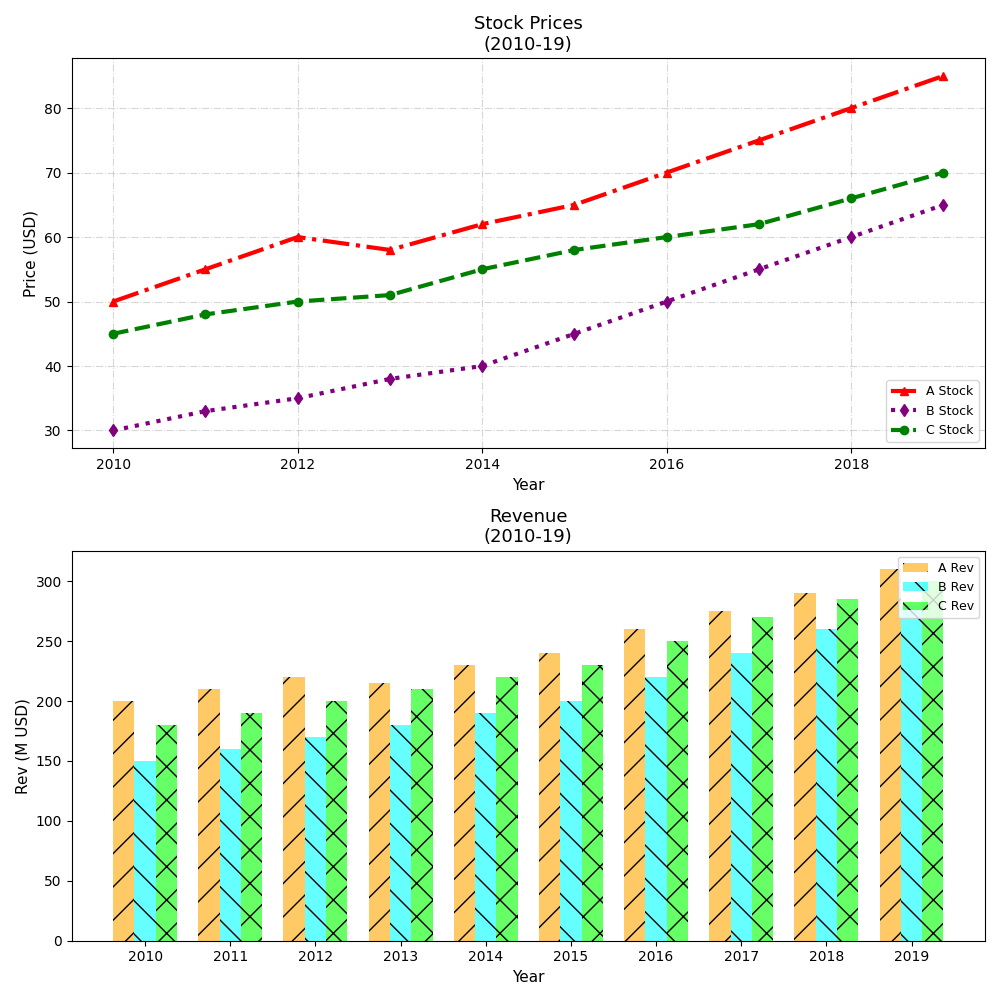 Stock Prices
(2010-19)
Price (USD)
80
70
60
50
40
30
A Stock
B Stock
C Stock
2010 2012 2014 2016 2018
Year
Revenue
(2010-19)
Rev (M USD)
300
250
200
150
100
50
0
A Rev
B Rev
C Rev
2010 2011 2012 2013 2014 2015 2016 2017 2018 2019
Year